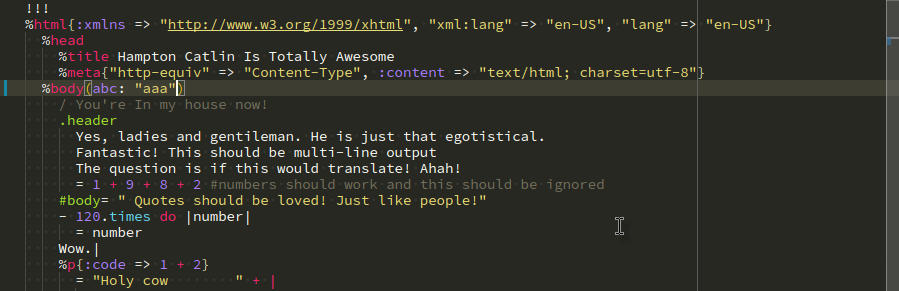 !!!
%html{:xmlns => "http://www.w3.org/1999/xhtml", "xml:lang" => "en-US", "lang" => "en-US"}
  %head
    %title Hampton Catlin Is Totally Awesome
    %meta{"http-equiv" => "Content-Type", :content => "text/html; charset=utf-8"}
  %body(abc: "aaa")
    / You're In my house now!
    .header
      Yes, ladies and gentileman. He is just that egotistical.
      Fantastic! This should be multi-line output
      The question is if this would translate! Ahah!
      = 1 + 9 + 8 + 2 #numbers should work and this should be ignored
    #body= " Quotes should be loved! Just like people!"
    - 120.times do |number|
      = number
    Wow.|
    %p{:code => 1 + 2}
      = "Holy cow        " + |